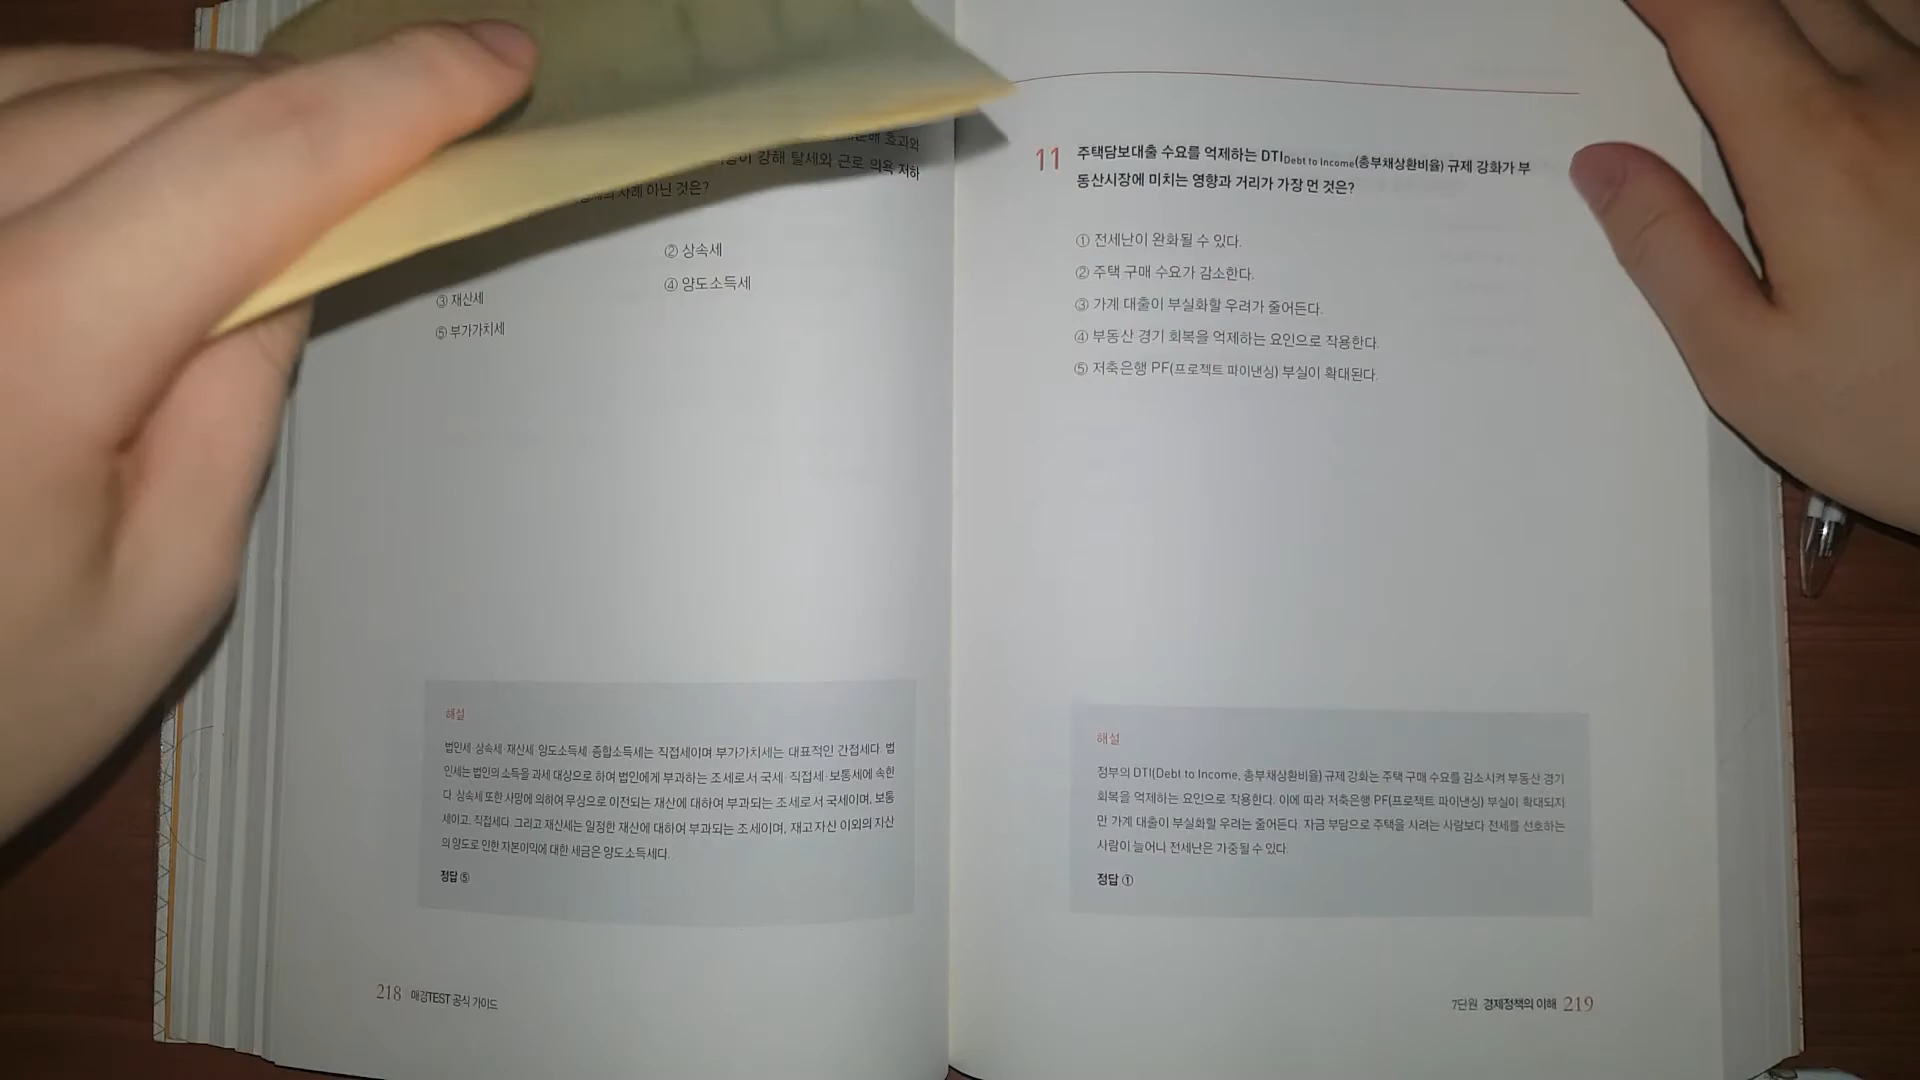 효과와
강해 탈세와 근로 의욕 저하
사례 아닌 것은?
② 상속세
③ 재산세
④ 양도소득세
⑤ 부가가치세
해설
법인세·상속세·재산세·양도소득세·종합소득세는 직접세이며 부가가치세는 대표적인 간접세다. 법
인세는 법인의 소득을 과세 대상으로 하여 법인에게 부과하는 조세로서 국세·직접세·보통세에 속한
다. 상속세 또한 사망에 의하여 무상으로 이전되는 재산에 대하여 부과되는 조세로서 국세이며, 보통
세이고, 직접세다. 그리고 재산세는 일정한 재산에 대하여 부과되는 조세이며, 재고자산 이외의 자산
의 양도로 인한 자본이익에 대한 세금은 양도소득세다.
정답 ⑤
218 매경TEST 공식 가이드
11 주택담보대출 수요를 억제하는 DTI Debt to Income(총부채상환비율) 규제 강화가 부
동산시장에 미치는 영향과 거리가 가장 먼 것은?
① 전세난이 완화될 수 있다.
② 주택 구매 수요가 감소한다.
③ 가계 대출이 부실화할 우려가 줄어든다.
④ 부동산 경기 회복을 억제하는 요인으로 작용한다.
⑤ 저축은행 PF(프로젝트 파이낸싱) 부실이 확대된다.
해설
정부의 DTI(Debt to Income, 총부채상환비율) 규제 강화는 주택 구매 수요를 감소시켜 부동산 경기
회복을 억제하는 요인으로 작용한다. 이에 따라 저축은행 PF(프로젝트 파이낸싱) 부실이 확대되지
만 가계 대출이 부실화할 우려는 줄어든다. 자금 부담으로 주택을 사려는 사람보다 전세를 선호하는
사람이 늘어나 전세난은 가중될 수 있다.
정답 ①
7단원 경제정책의 이해 219